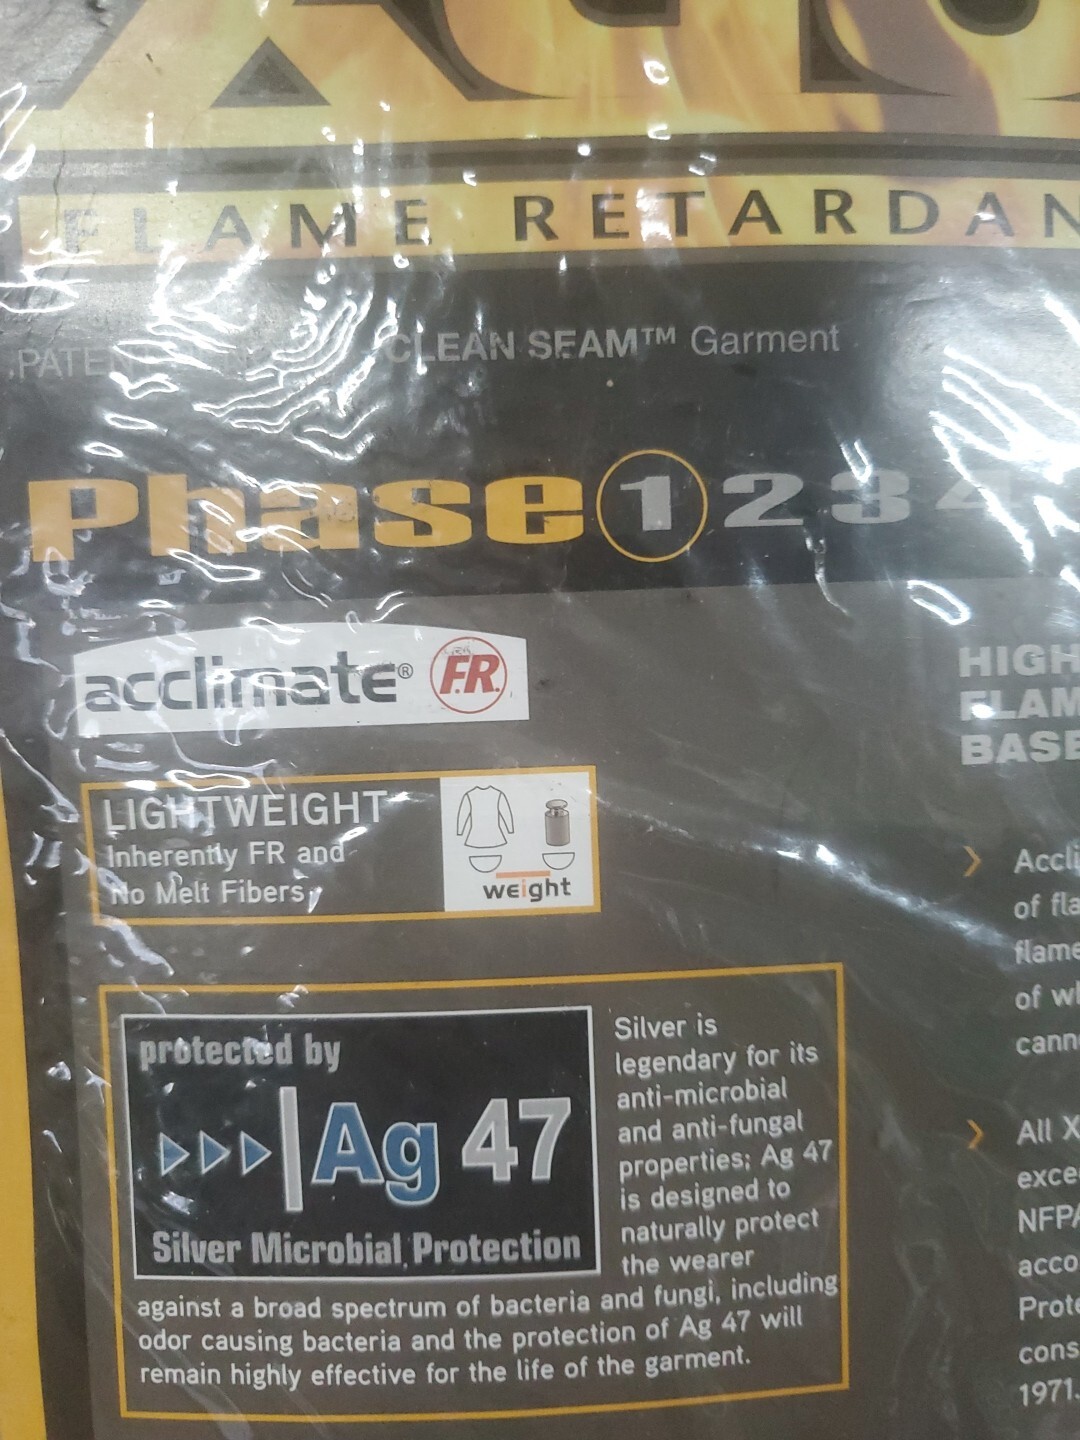 FLAME RETARDAN
CLEAN SEAM™ Garment
phase 1 2 3 4
acclimate® F.R.
LIGHTWEIGHT
Inherently FR and
No Melt Fibers
weight
protected by
Ag 47
Silver Microbial Protection
Silver is
legendary for its
anti-microbial
and anti-fungal
properties; Ag 47
is designed to
naturally protect
the wearer
against a broad spectrum of bacteria and fungi, including
odor causing bacteria and the protection of Ag 47 will
remain highly effective for the life of the garment.
HIGH
FLAM
BASE
Accli
of fla
flame
of wh
cann
All X
exce
NFPA
acco
Prote
cons
1971.